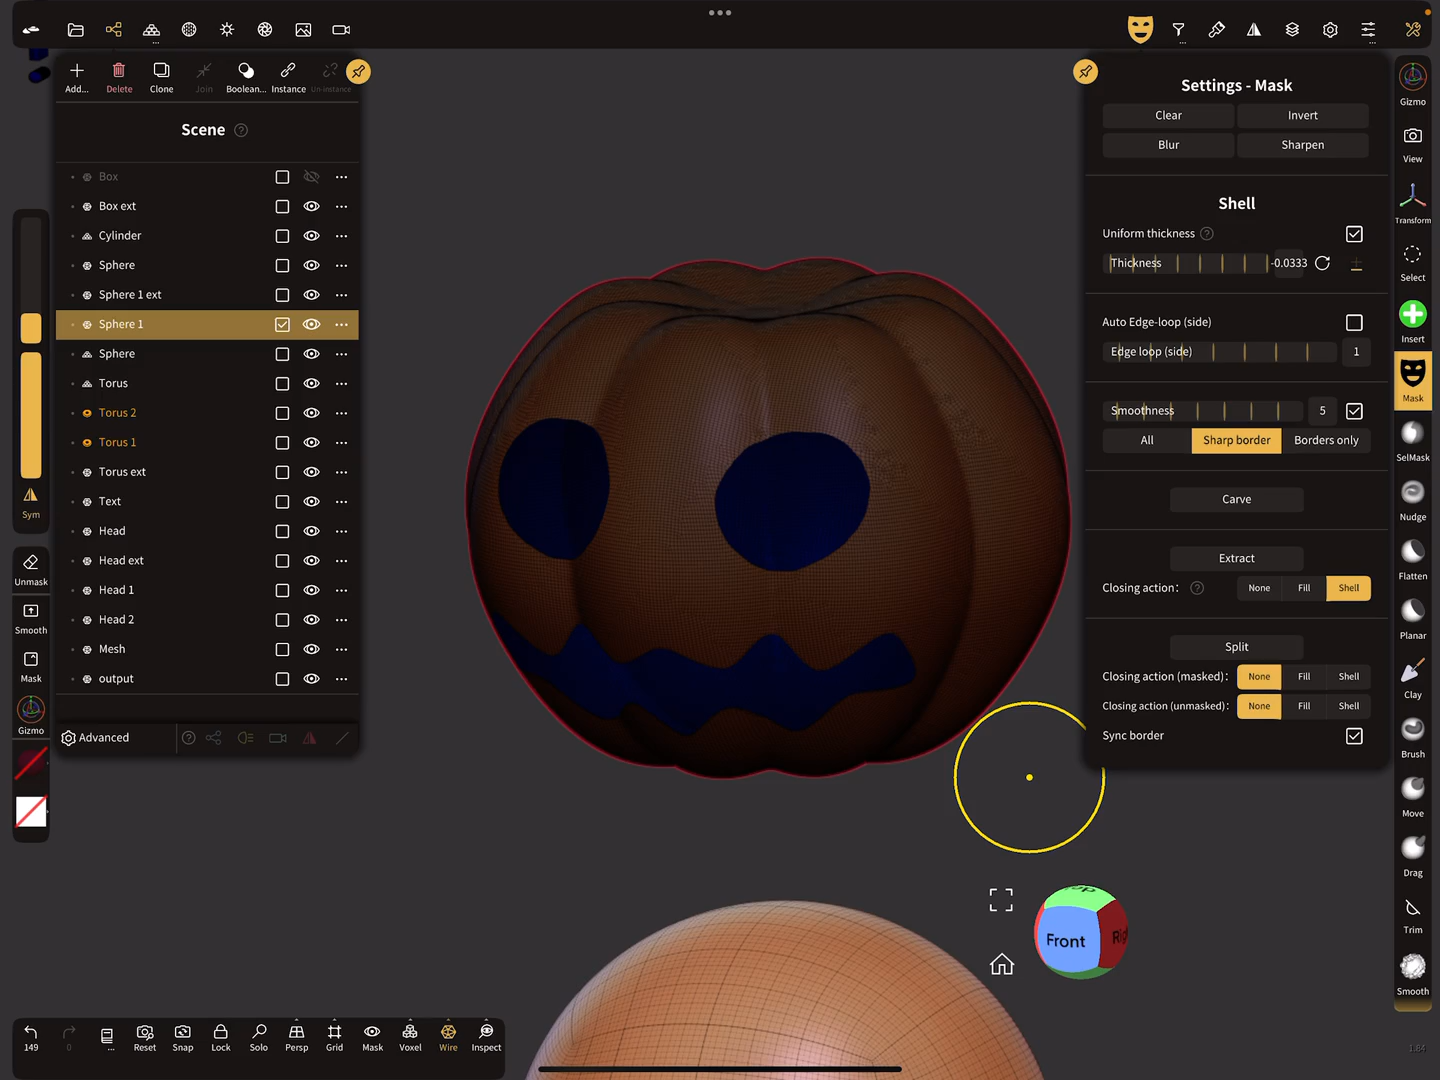 Add...
Delete
Clone
Join
Boolean...
Instance
Un-instance
Scene
Box
Box ext
Cylinder
Sphere
Sphere 1 ext
Sphere 1
Sphere
Torus
Torus 2
Torus 1
Torus ext
Text
Head
Head ext
Head 1
Head 2
Mesh
output
Advanced
Sym
Unmask
Smooth
Mask
Gizmo
Settings - Mask
Clear Invert
Blur Sharpen
Shell
Uniform thickness
Thickness -0.0333
Auto Edge-loop (side)
Edge loop (side) 1
Smoothness 5
All Sharp border Borders only
Carve
Extract
Closing action: None Fill Shell
Split
Closing action (masked): None Fill Shell
Closing action (unmasked): None Fill Shell
Sync border
Gizmo
View
Transform
Select
Insert
Mask
SelMask
Nudge
Flatten
Planar
Clay
Brush
Move
Drag
Trim
Smooth
Front
149 0 ... Reset Snap Lock Solo Persp Grid Mask Voxel Wire Inspect
1.84